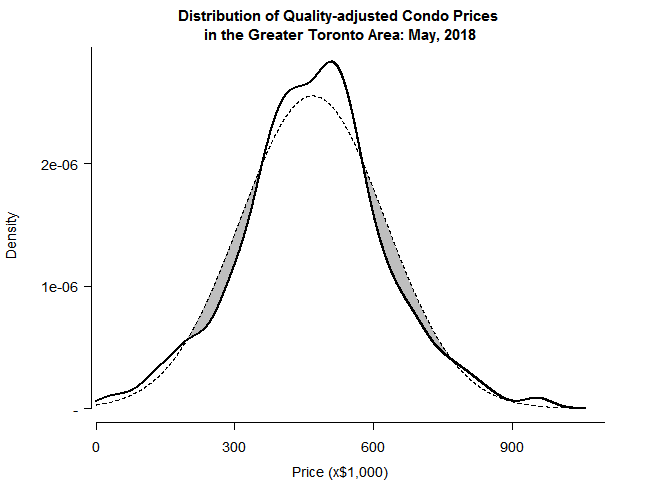 Distribution of Quality-adjusted Condo Prices
in the Greater Toronto Area: May, 2018
Density
2e-06
1e-06
-
0 300 600 900
Price (x$1,000)